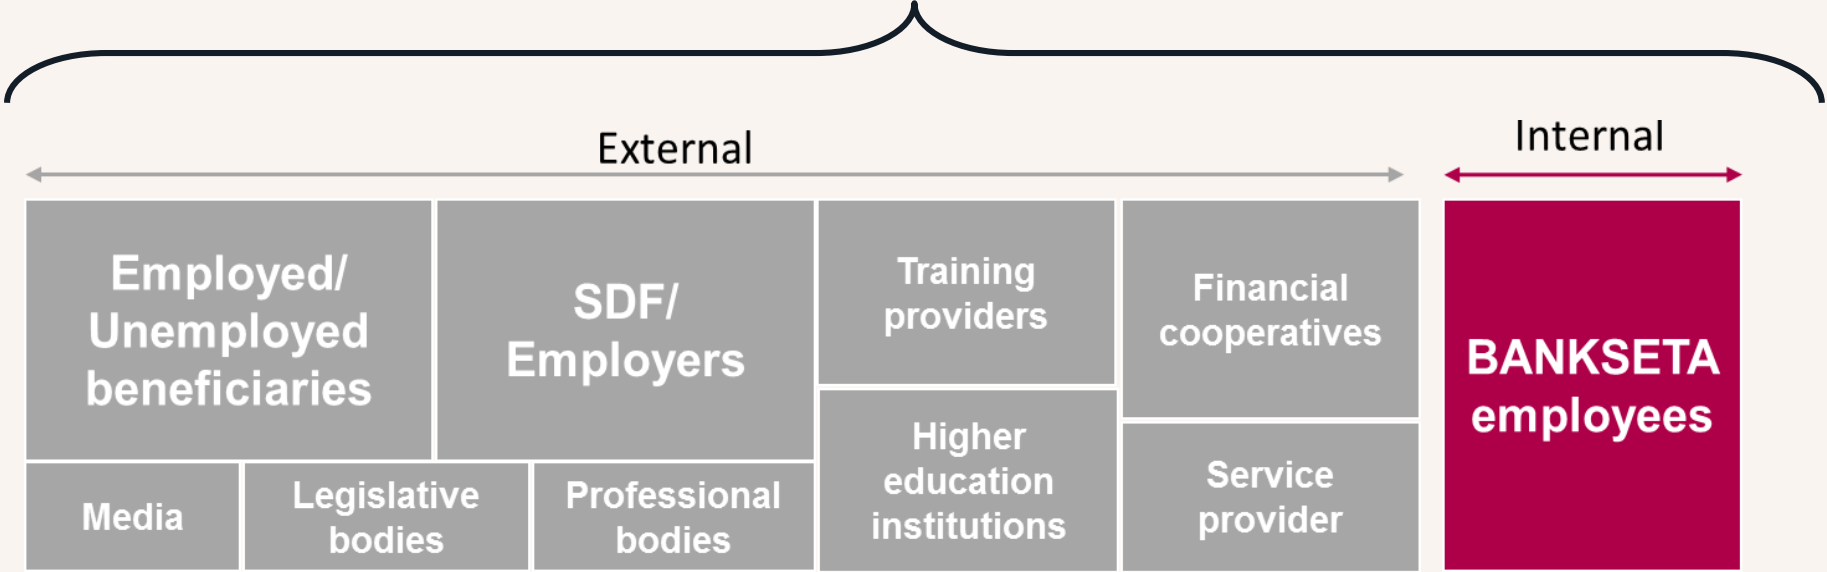 External
Internal
Employed/
Unemployed
beneficiaries
SDF/
Employers
Training
providers
Financial
cooperatives
BANKSETA
employees
Higher
education
institutions
Service
provider
Media
Legislative
bodies
Professional
bodies